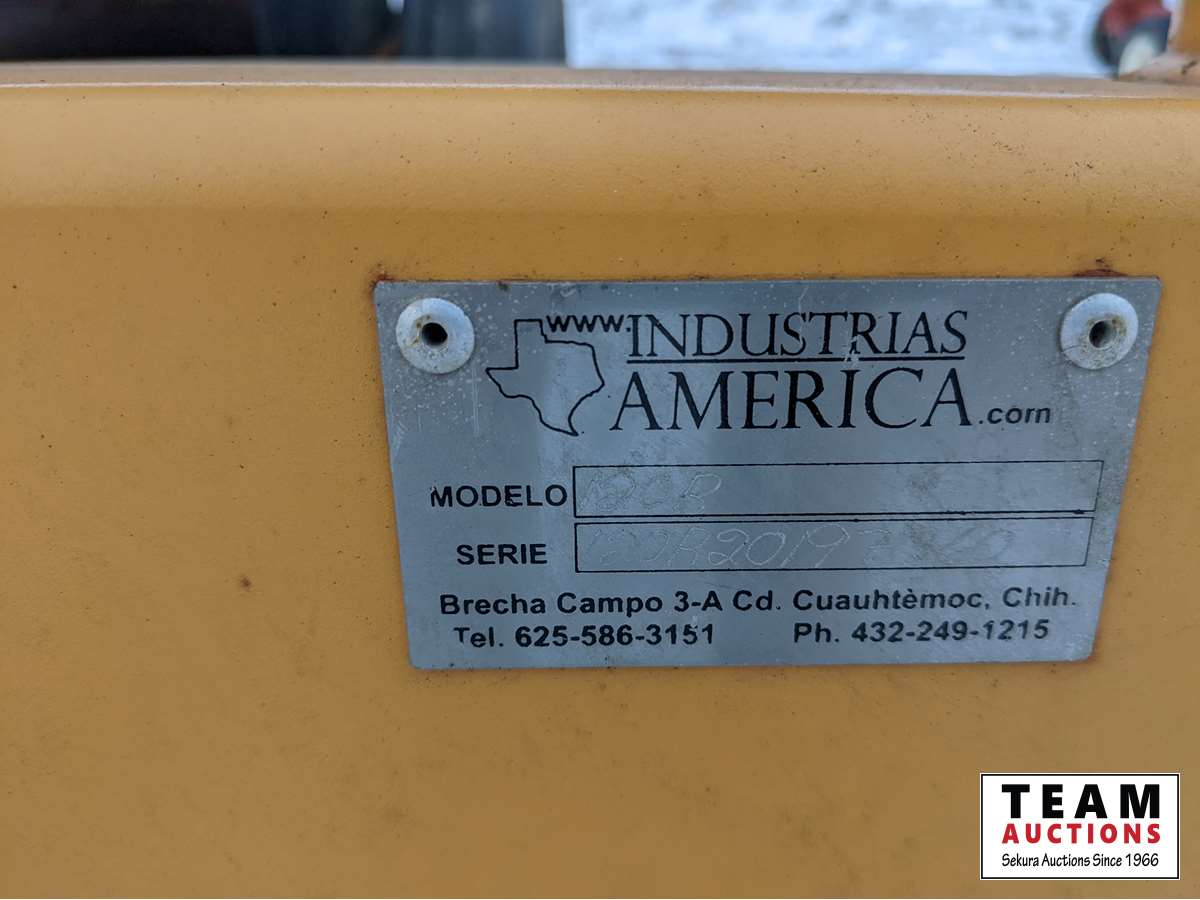 www.INDUSTRIAS
AMERICA.com
MODELO 120R
SERIE
Brecha Campo 3-A Cd. Cuauhtèmoc, Chih.
Tel. 625-586-3151 Ph. 432-249-1215
TEAM
AUCTIONS
Sekura Auctions Since 1966